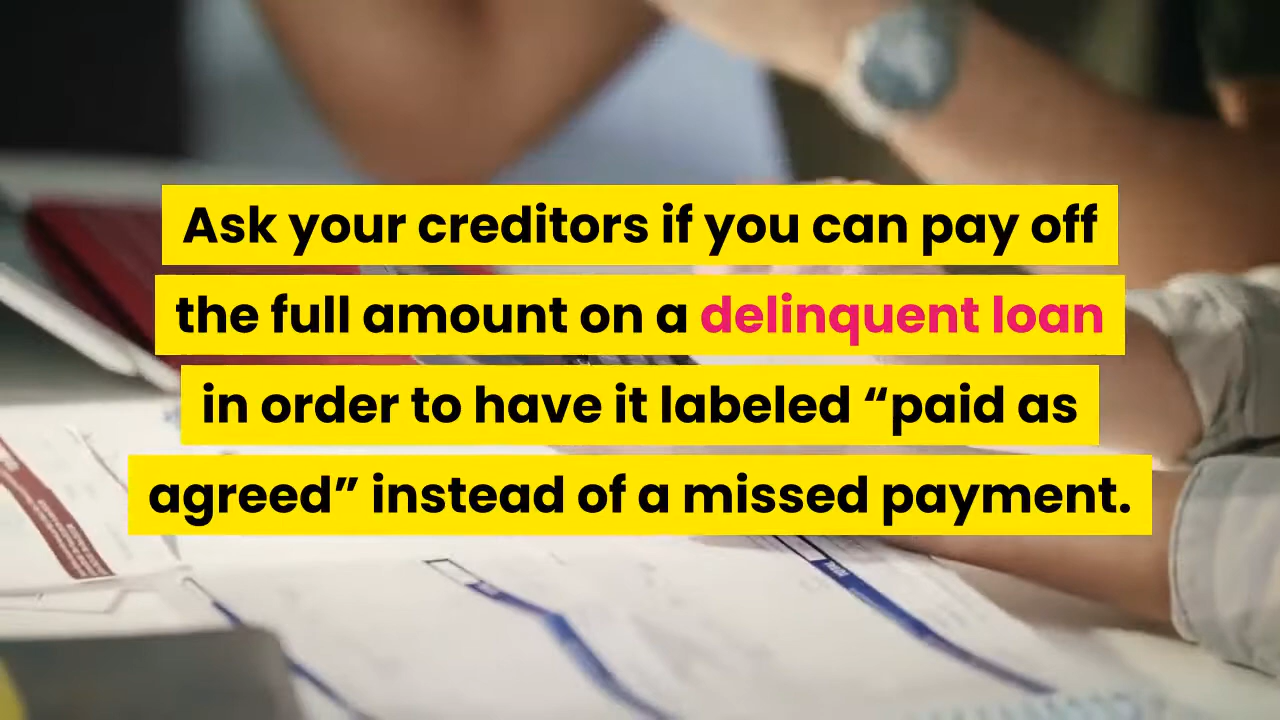 Ask your creditors if you can pay off
the full amount on a delinquent loan
in order to have it labeled “paid as
agreed” instead of a missed payment.